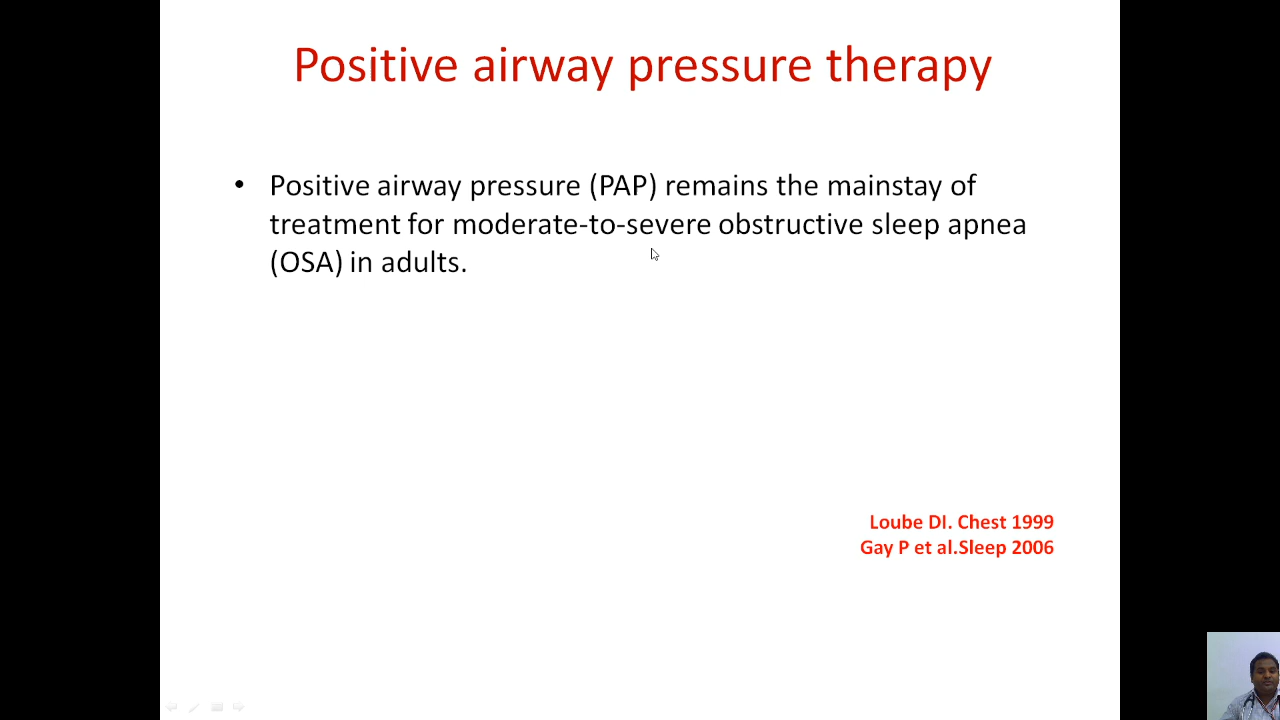 Positive airway pressure therapy
• Positive airway pressure (PAP) remains the mainstay of
treatment for moderate-to-severe obstructive sleep apnea
(OSA) in adults.
Loube DI. Chest 1999
Gay P et al.Sleep 2006